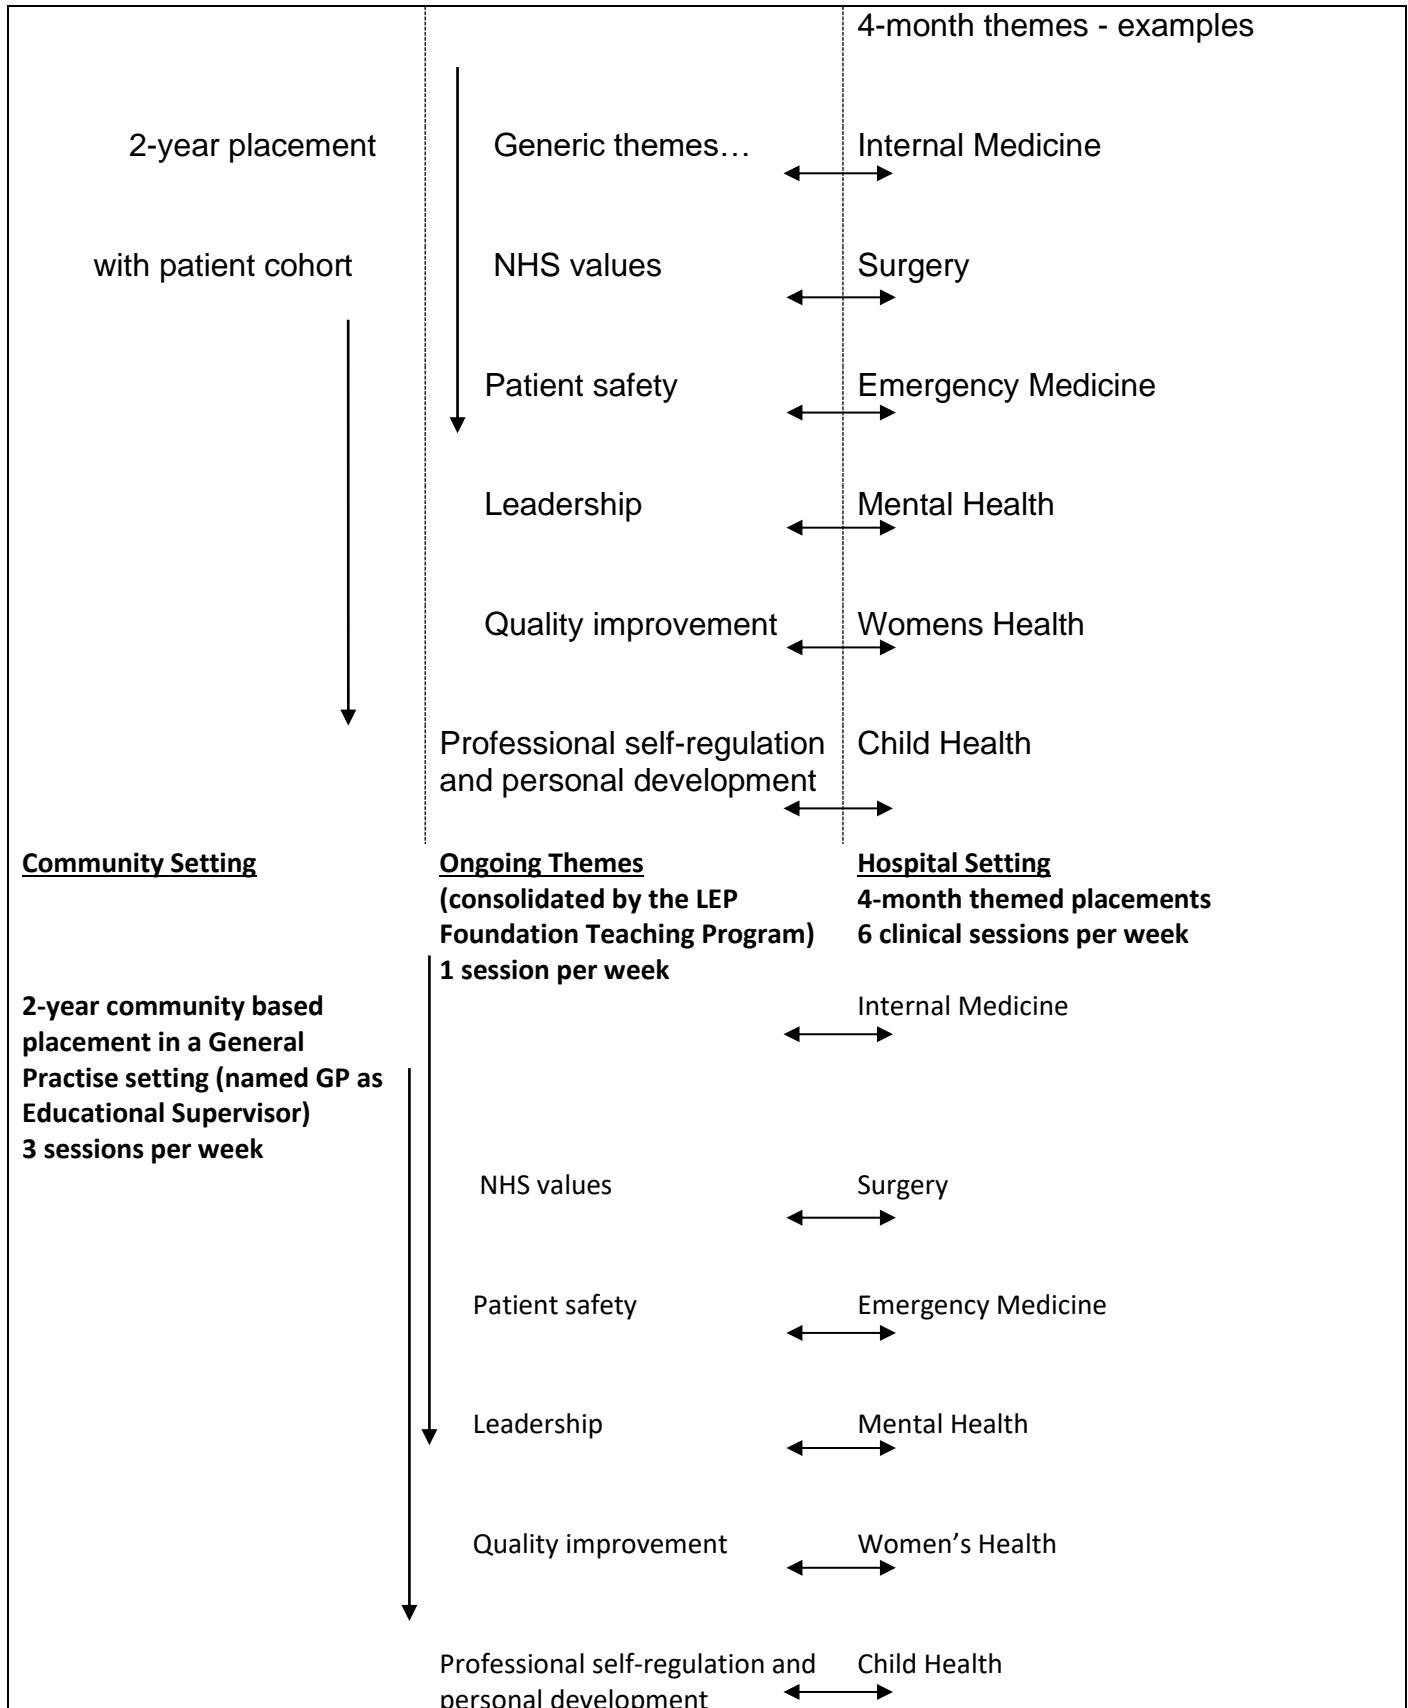 4-month themes - examples
2-year placement
Generic themes…
Internal Medicine
with patient cohort
NHS values
Surgery
Patient safety
Emergency Medicine
Leadership
Mental Health
Quality improvement
Womens Health
Professional self-regulation
and personal development
Child Health
Community Setting
Ongoing Themes
(consolidated by the LEP
Foundation Teaching Program)
1 session per week
Hospital Setting
4-month themed placements
6 clinical sessions per week
2-year community based
placement in a General
Practise setting (named GP as
Educational Supervisor)
3 sessions per week
Internal Medicine
NHS values
Surgery
Patient safety
Emergency Medicine
Leadership
Mental Health
Quality improvement
Women’s Health
Professional self-regulation and
personal development
Child Health